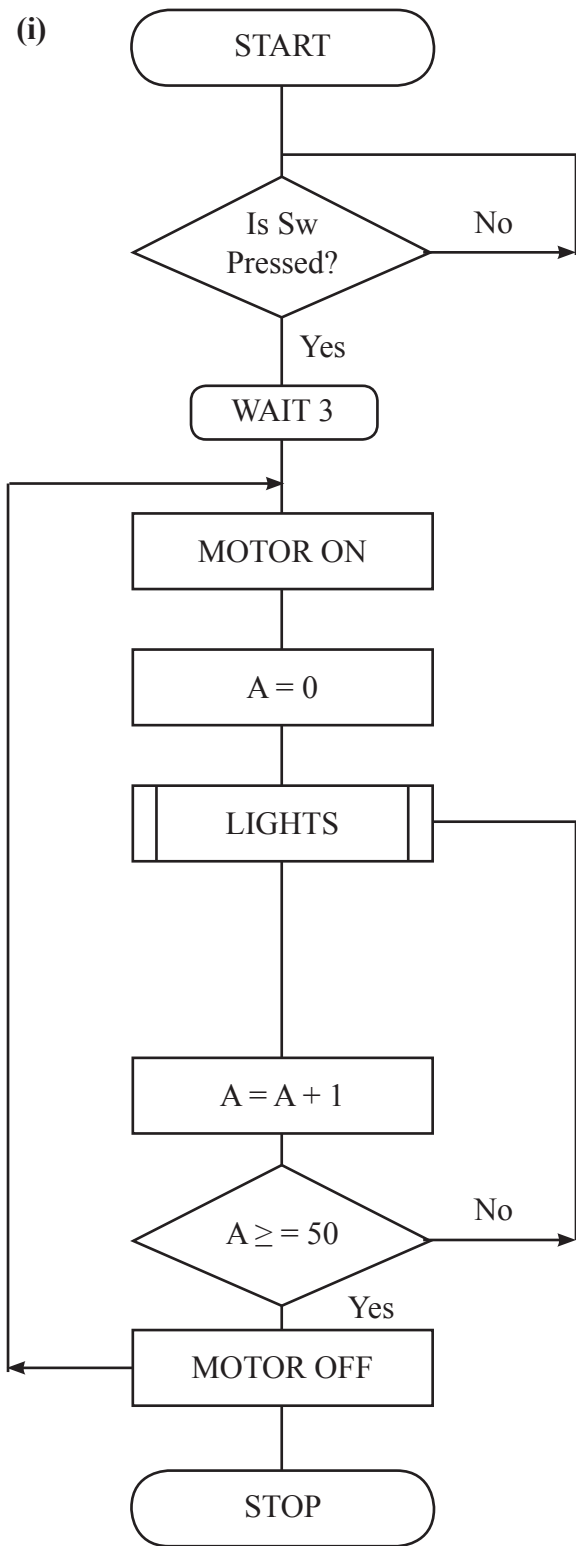 (i)
START
Is Sw
Pressed?
No
Yes
WAIT 3
MOTOR ON
A = 0
LIGHTS
A = A + 1
A ≥ = 50
No
Yes
MOTOR OFF
STOP